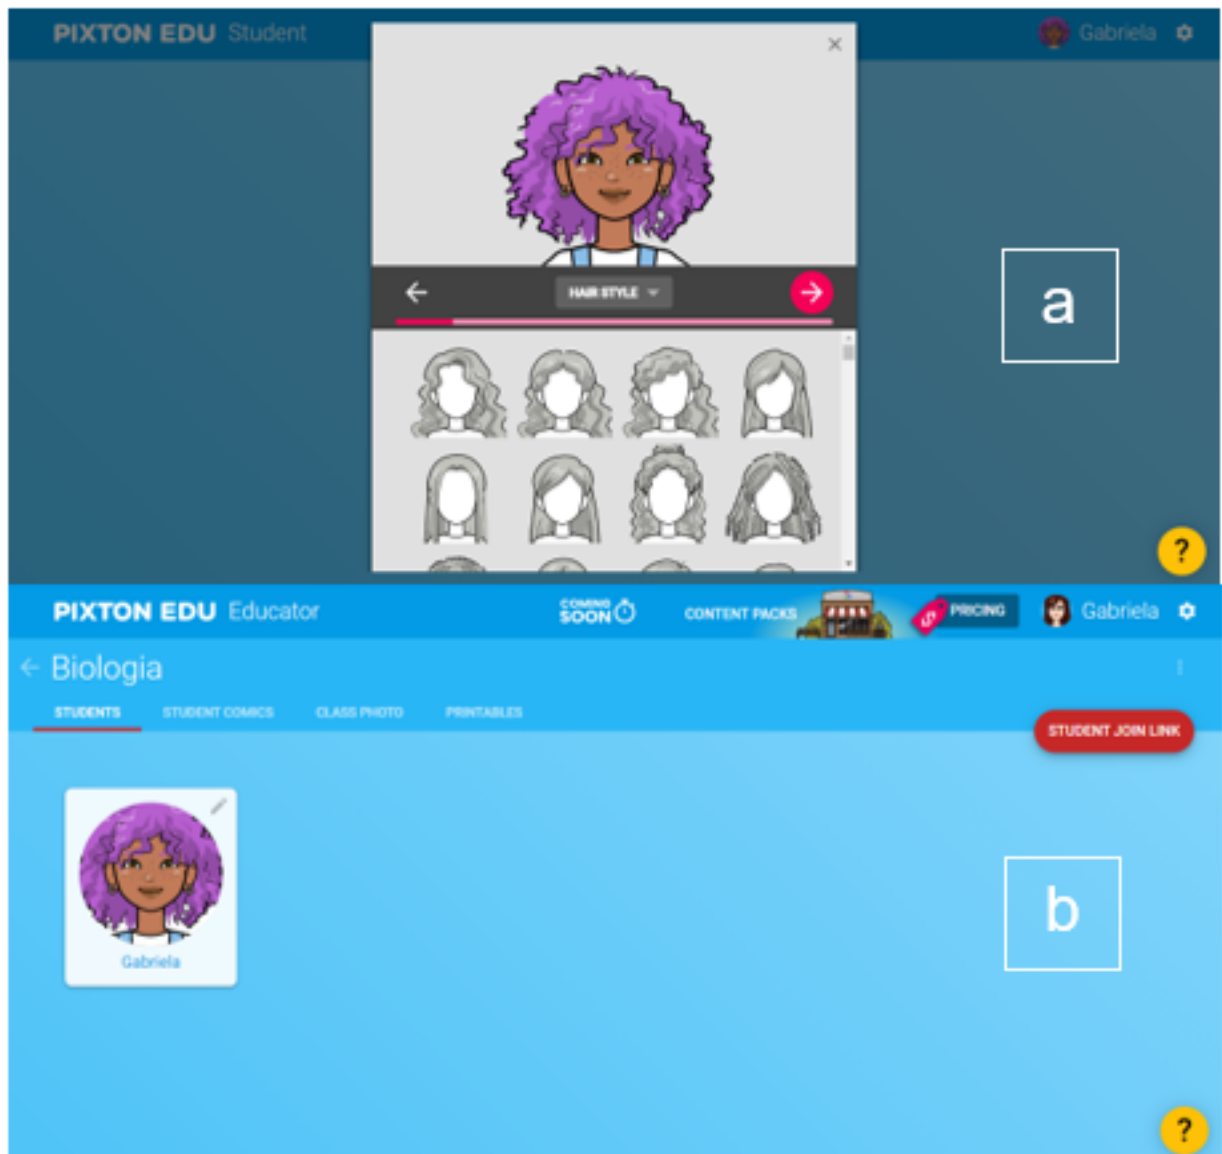 PIXTON EDU Student
Gabriela
×
HAIR STYLE
a
?
PIXTON EDU Educator
COMING SOON
CONTENT PACKS
$ PRICING
Gabriela
Biologia
STUDENTS STUDENT COMICS CLASS PHOTO PRINTABLES
STUDENT JOIN LINK
Gabriela
b
?